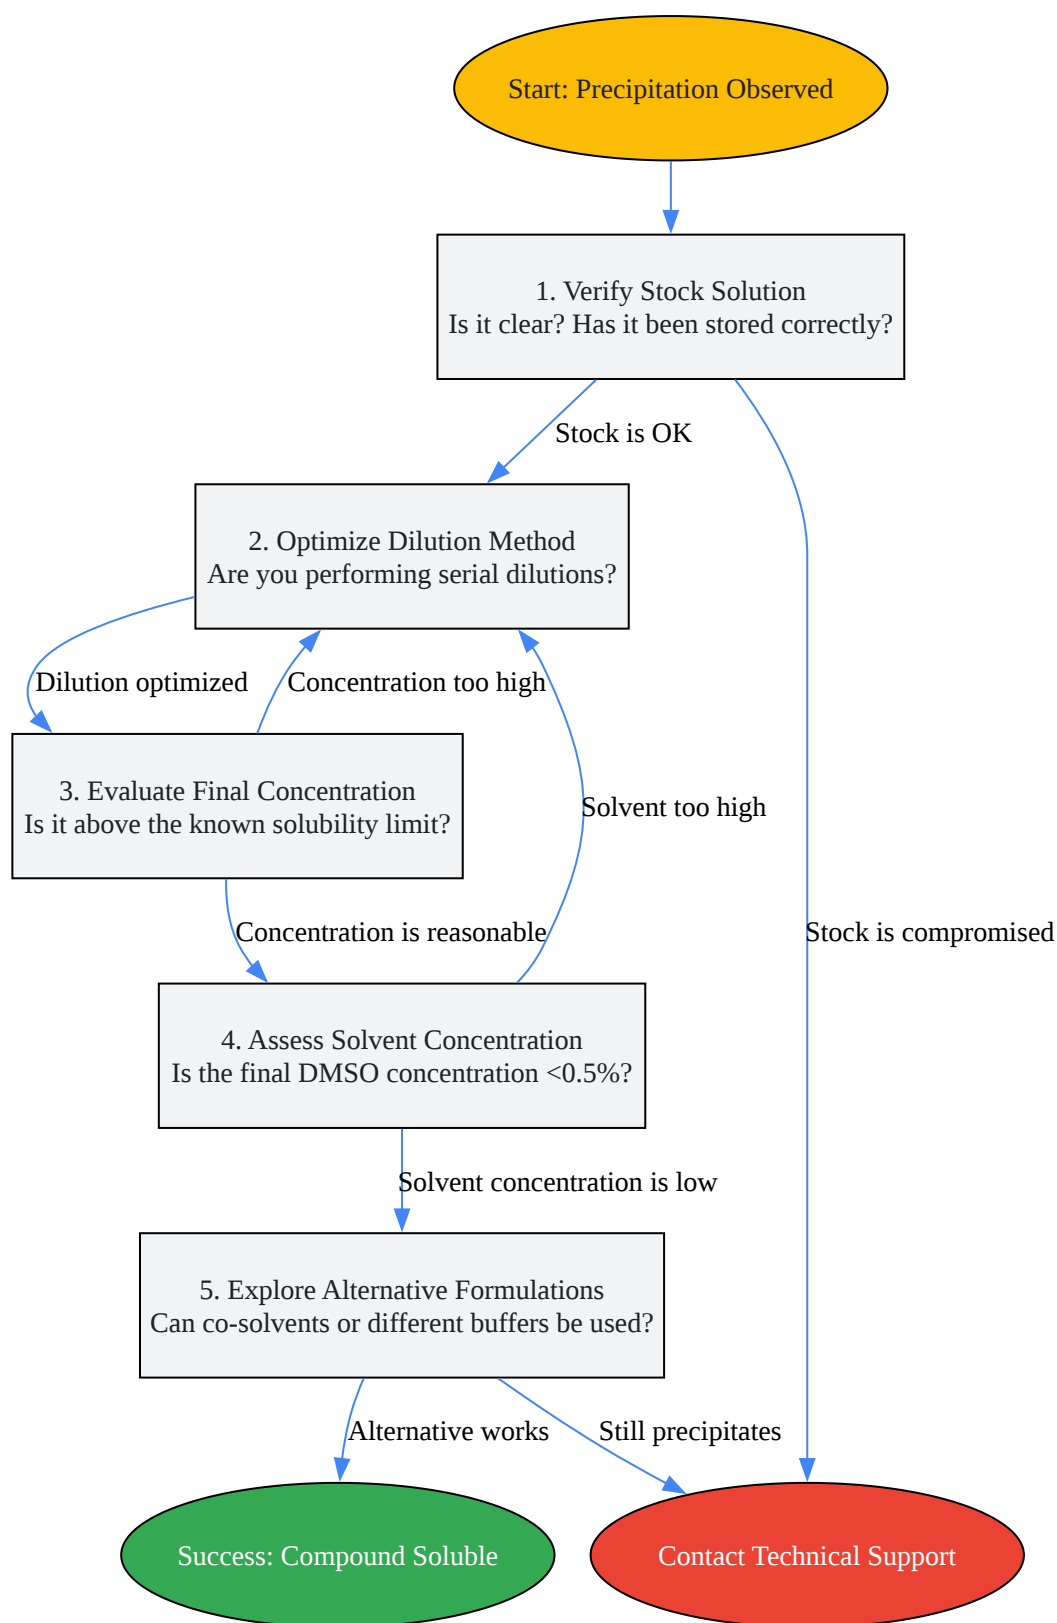 Start: Precipitation Observed
1. Verify Stock Solution
Is it clear? Has it been stored correctly?
Stock is OK
2. Optimize Dilution Method
Are you performing serial dilutions?
Dilution optimized
Concentration too high
3. Evaluate Final Concentration
Is it above the known solubility limit?
Solvent too high
Concentration is reasonable
Stock is compromised
4. Assess Solvent Concentration
Is the final DMSO concentration <0.5%?
Solvent concentration is low
5. Explore Alternative Formulations
Can co-solvents or different buffers be used?
Alternative works
Still precipitates
Success: Compound Soluble
Contact Technical Support